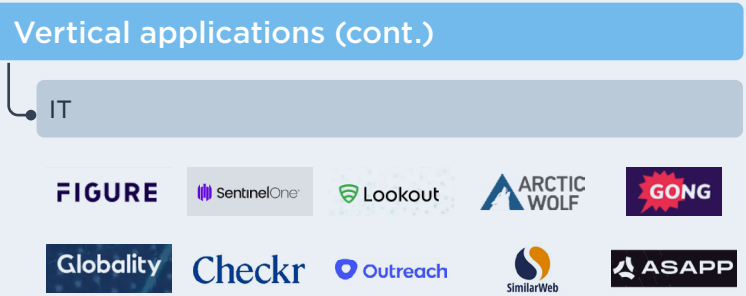 Vertical applications (cont.)
IT
FIGURE
SentinelOne
Lookout
ARCTIC
WOLF
GONG
Globality
Checkr
Outreach
SimilarWeb
ASAPP